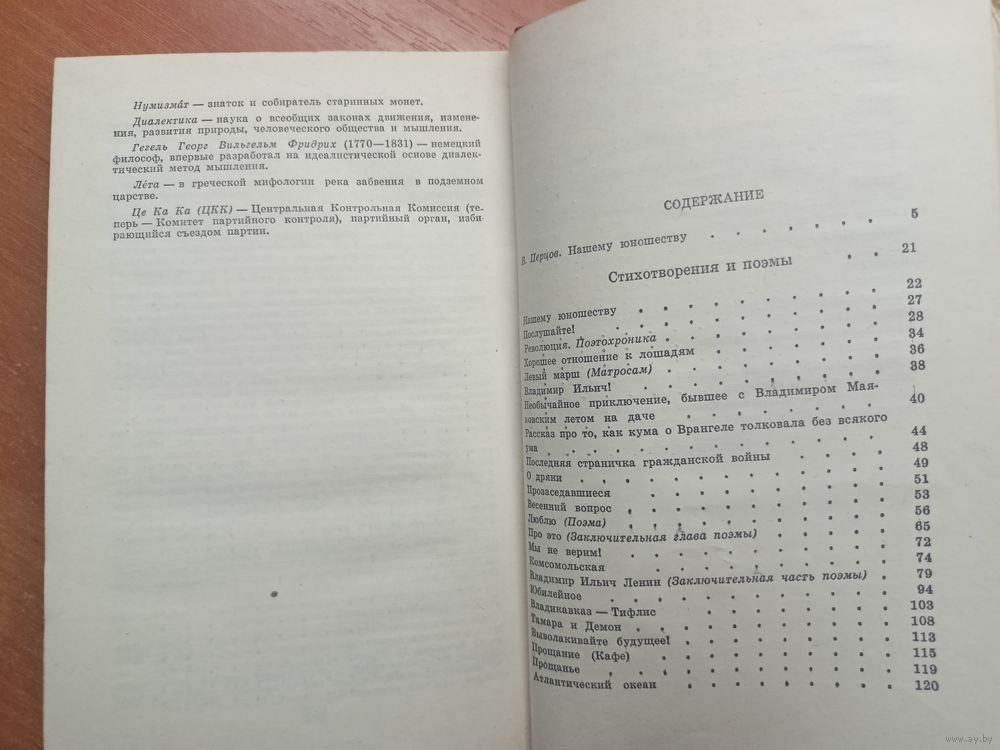 Нумизма́т — знаток и собиратель старинных монет.
Диалектика — наука о всеобщих законах движения, измене-
ния, развития природы, человеческого общества и мышления.
Гегель Георг Вильгельм Фридрих (1770—1831) — немецкий
философ, впервые разработал на идеалистической основе диалек-
тический метод мышления.
Ле́та — в греческой мифологии река забвения в подземном
царстве.
Це Ка Ка (ЦКК) — Центральная Контрольная Комиссия (те-
перь — Комитет партийного контроля), партийный орган, изби-
рающийся съездом партии.
СОДЕРЖАНИЕ
В. Перцов. Нашему юношеству . . . . . . 5
Стихотворения и поэмы . . 21
Нашему юношеству . . . . . . . . . 22
Послушайте! . . . . . . . . . 27
Революция. Поэтохроника . . . . . . . . 28
Хорошее отношение к лошадям . . . . . . 34
Левый марш (Матросам) . . . . . . . . 36
Владимир Ильич! . . . . . . . . . 38
Необычайное приключение, бывшее с Владимиром Мая-
ковским летом на даче . . . . . . . . 40
Рассказ про то, как кума о Врангеле толковала без всякого
ума . . . . . . . . . . . 44
Последняя страничка гражданской войны . . . . 48
О дряни . . . . . . . . . . 49
Прозаседавшиеся . . . . . . . . . 51
Весенний вопрос . . . . . . . . . 53
Люблю (Поэма) . . . . . . . . . 56
Про это (Заключительная глава поэмы) . . . . . 65
Мы не верим! . . . . . . . . . 72
Комсомольская . . . . . . . . . 74
Владимир Ильич Ленин (Заключительная часть поэмы) . 79
Юбилейное . . . . . . . . . . 94
Владикавказ — Тифлис . . . . . . . 103
Тамара и Демон . . . . . . . . . 108
Выволакивайте будущее! . . . . . . . 113
Прощание (Кафе) . . . . . . . . . 115
Прощанье . . . . . . . . . . 119
Атлантический океан . . . . . . . . 120
www.ay.by